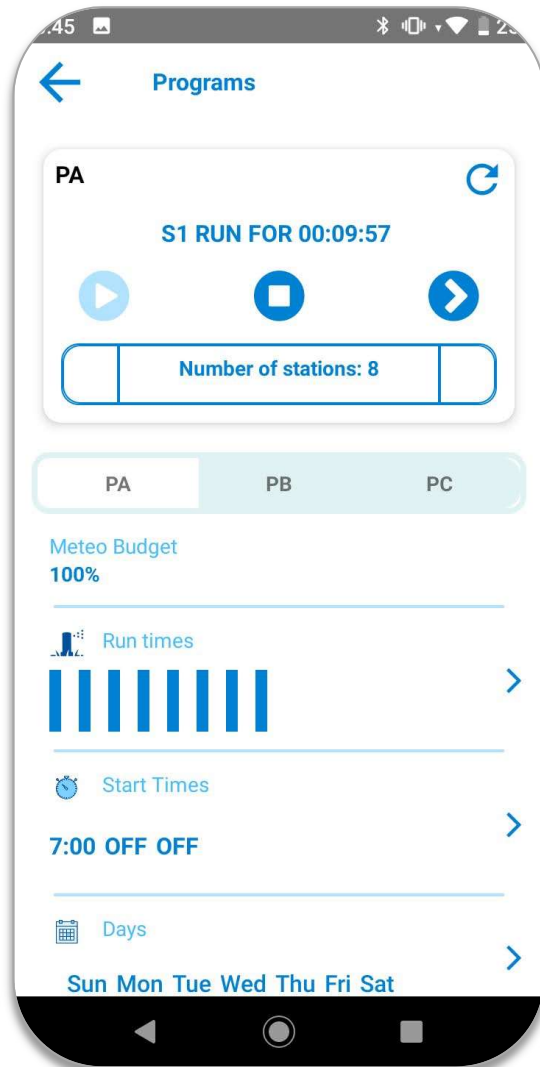 :45
Programs
PA
S1 RUN FOR 00:09:57
Number of stations: 8
PA PB PC
Meteo Budget
100%
Run times
Start Times
7:00 OFF OFF
Days
Sun Mon Tue Wed Thu Fri Sat